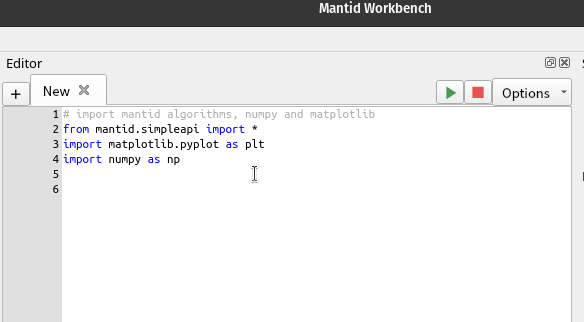 Mantid Workbench
Editor
+ New Options
1 # import mantid algorithms, numpy and matplotlib
2 from mantid.simpleapi import *
3 import matplotlib.pyplot as plt
4 import numpy as np
5
6